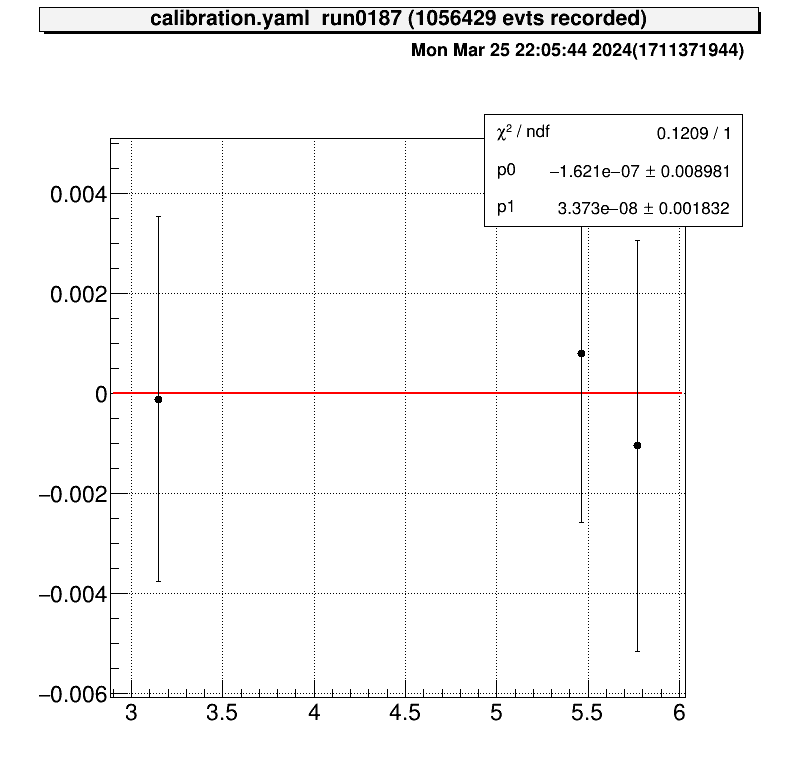 calibration.yaml run0187 (1056429 evts recorded)
Mon Mar 25 22:05:44 2024(1711371944)
χ² / ndf 0.1209 / 1
p0 −1.621e−07 ± 0.008981
p1 3.373e−08 ± 0.001832
0.004
0.002
0
−0.002
−0.004
−0.006
3 3.5 4 4.5 5 5.5 6